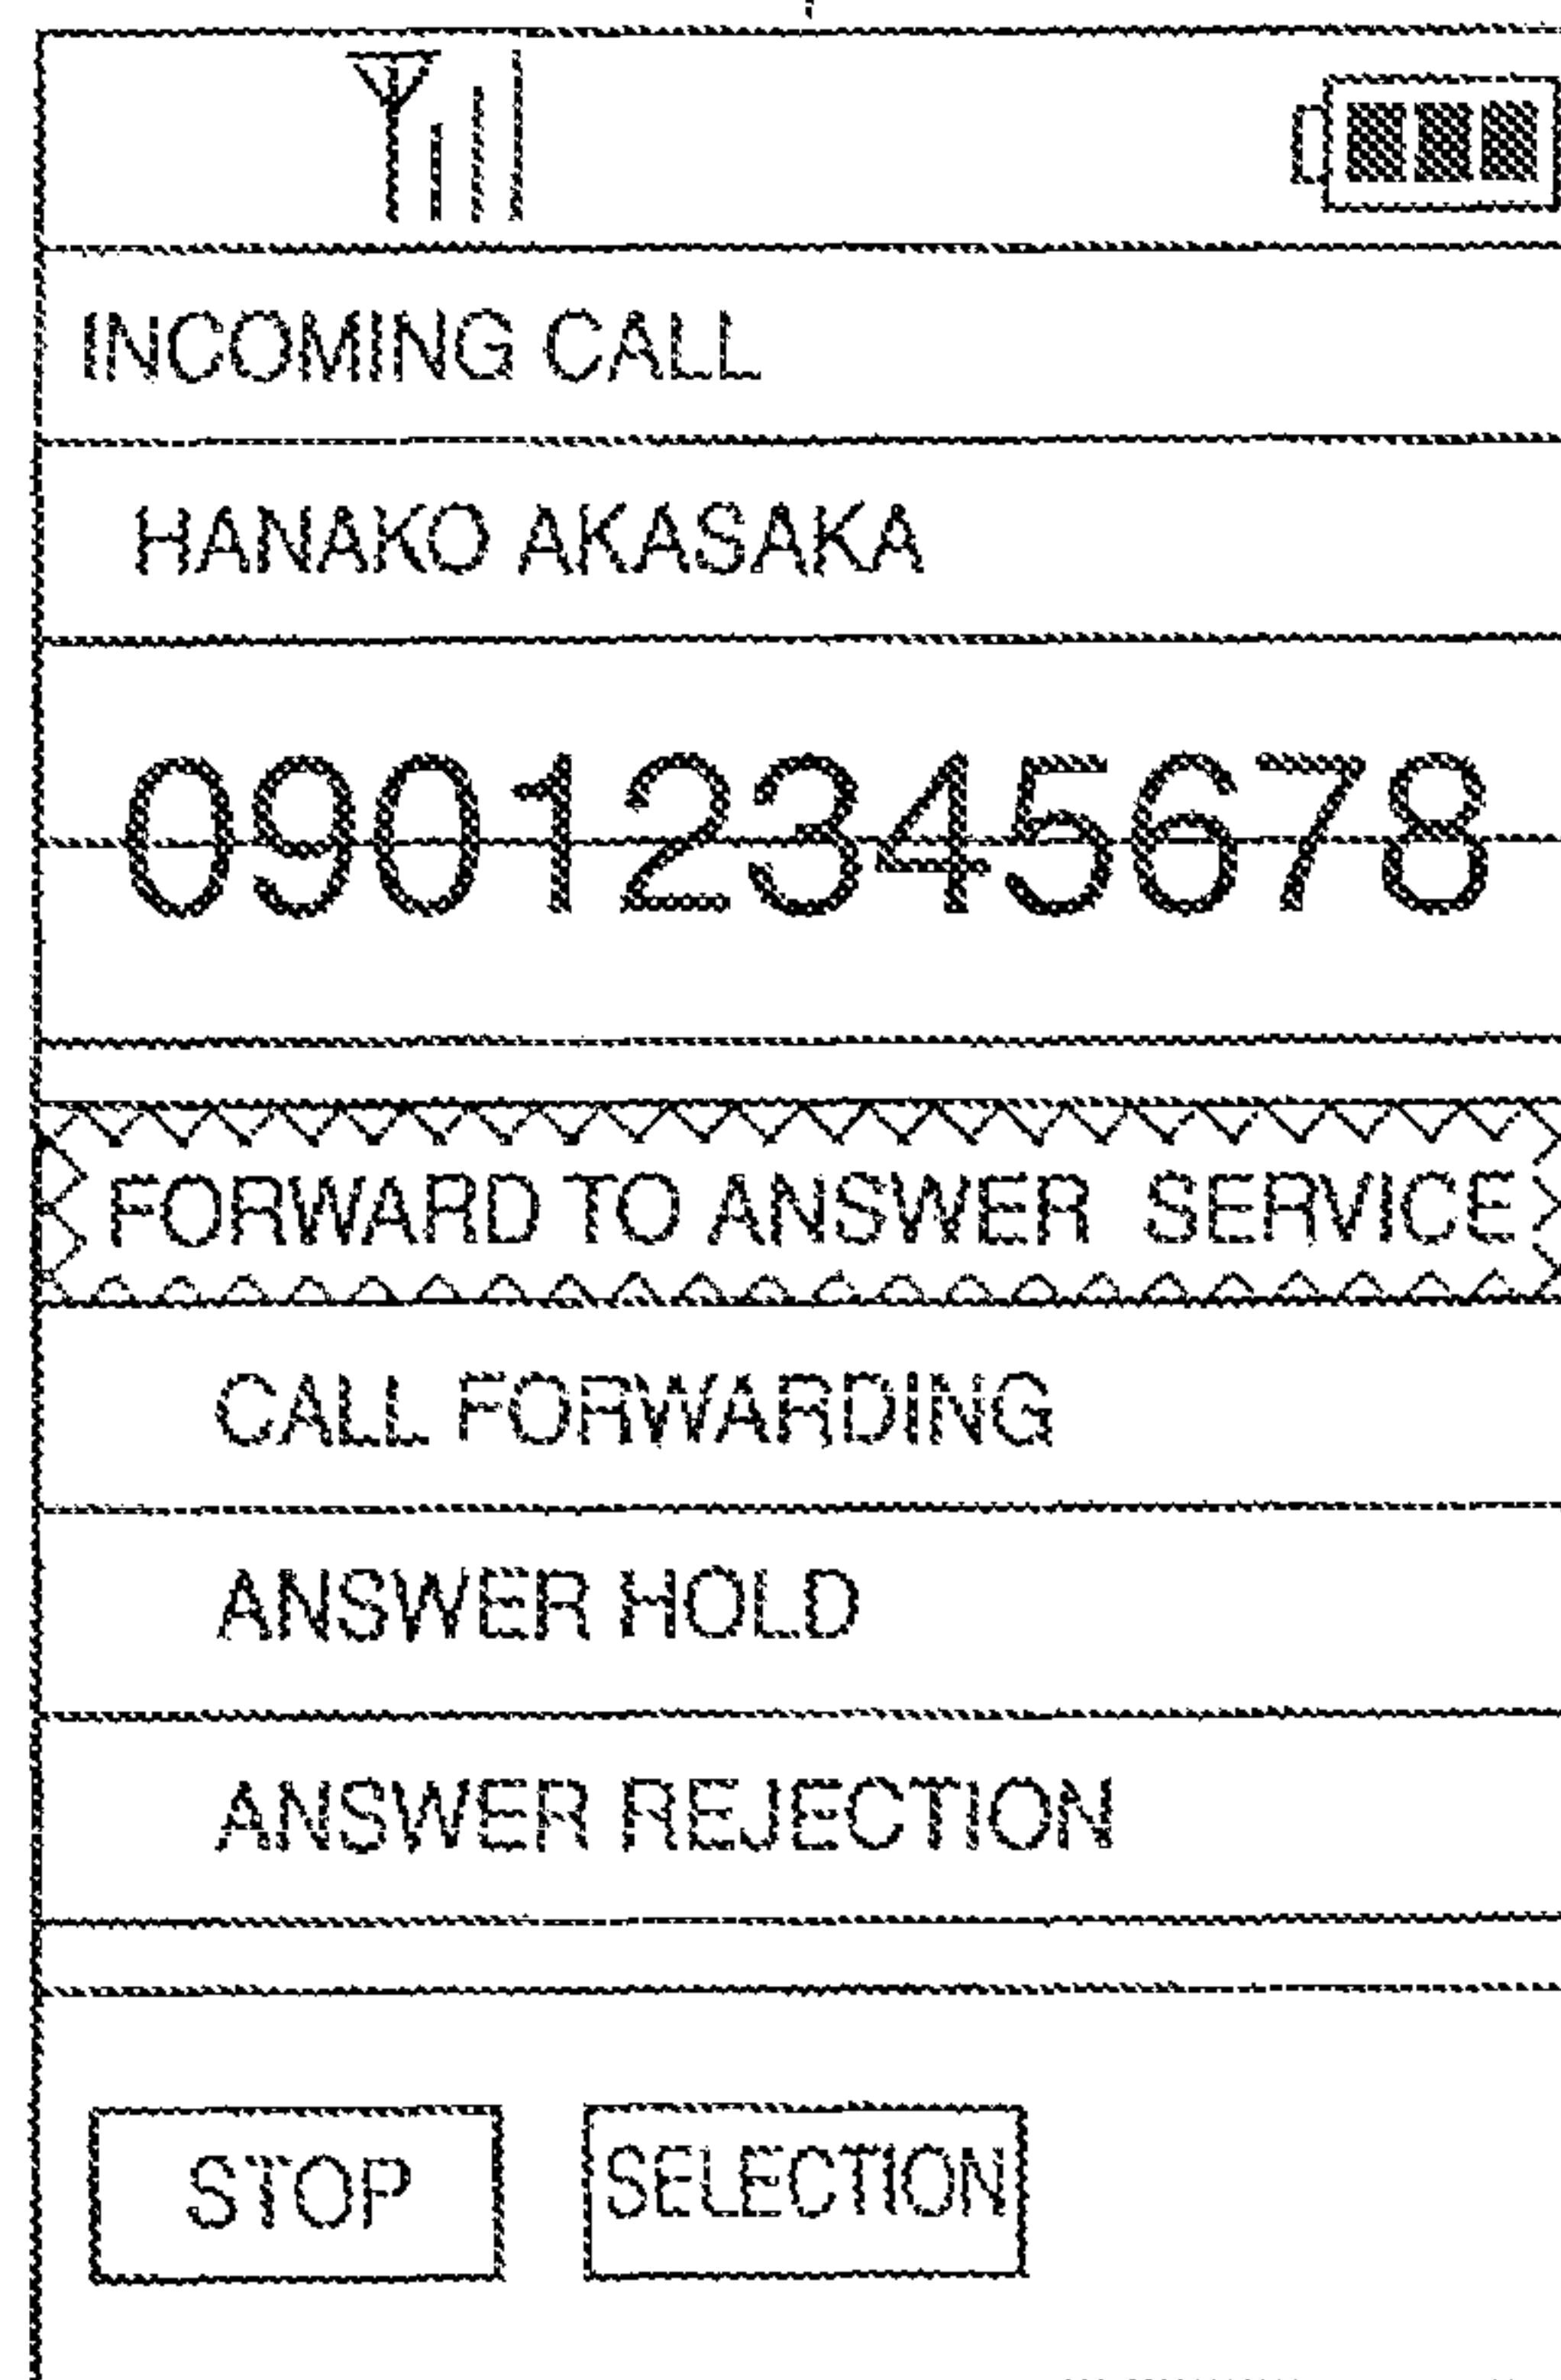 INCOMING CALL
HANAKO AKASAKA
09012345678
FORWARD TO ANSWER SERVICE
CALL FORWARDING
ANSWER HOLD
ANSWER REJECTION
STOP SELECTION